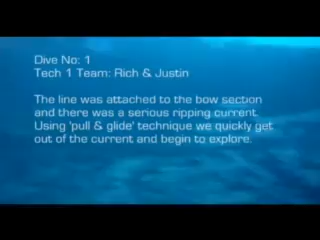 Dive No: 1
Tech 1 Team: Rich & Justin
The line was attached to the bow section
and there was a serious ripping current.
Using 'pull & glide' technique we quickly get
out of the current and begin to explore.